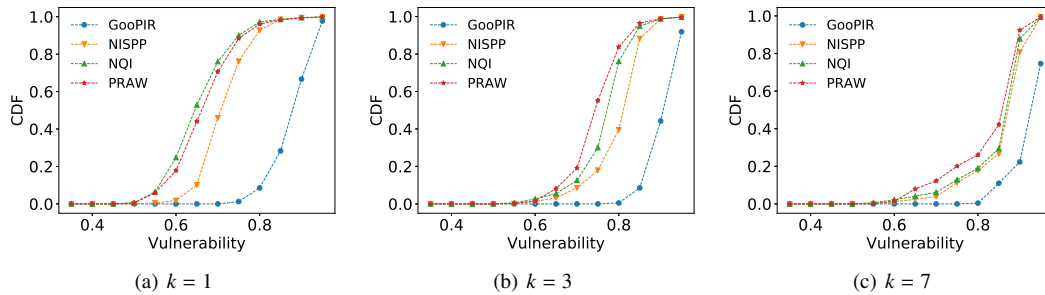 1.0
0.8
0.6
0.4
0.2
0.0
CDF
GooPIR
NISPP
NQI
PRAW
0.4 0.6 0.8
Vulnerability
(a) k = 1
1.0
0.8
0.6
0.4
0.2
0.0
CDF
GooPIR
NISPP
NQI
PRAW
0.4 0.6 0.8
Vulnerability
(b) k = 3
1.0
0.8
0.6
0.4
0.2
0.0
CDF
GooPIR
NISPP
NQI
PRAW
0.4 0.6 0.8
Vulnerability
(c) k = 7